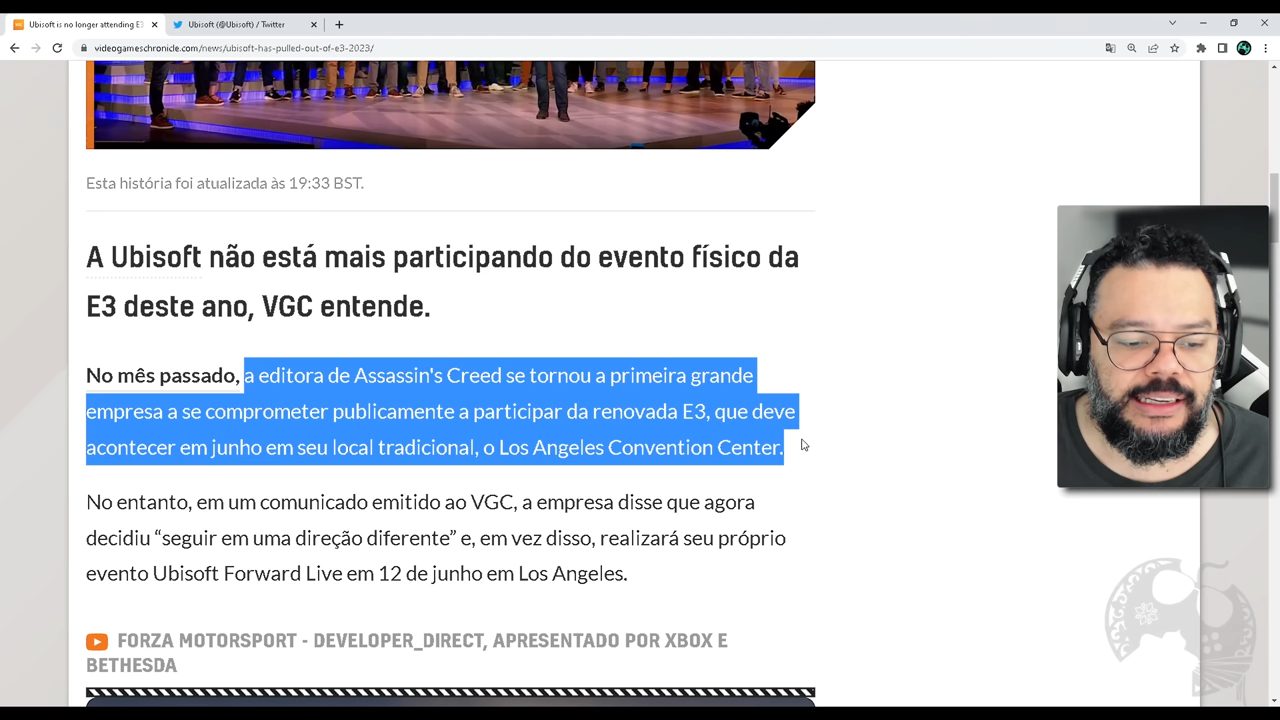 Ubisoft is no longer attending E3
Ubisoft (@Ubisoft) / Twitter
videogameschronicle.com/news/ubisoft-has-pulled-out-of-e3-2023/
Esta história foi atualizada às 19:33 BST.
A Ubisoft não está mais participando do evento físico da
E3 deste ano, VGC entende.
No mês passado, a editora de Assassin's Creed se tornou a primeira grande
empresa a se comprometer publicamente a participar da renovada E3, que deve
acontecer em junho em seu local tradicional, o Los Angeles Convention Center.
No entanto, em um comunicado emitido ao VGC, a empresa disse que agora
decidiu “seguir em uma direção diferente” e, em vez disso, realizará seu próprio
evento Ubisoft Forward Live em 12 de junho em Los Angeles.
FORZA MOTORSPORT - DEVELOPER_DIRECT, APRESENTADO POR XBOX E
BETHESDA